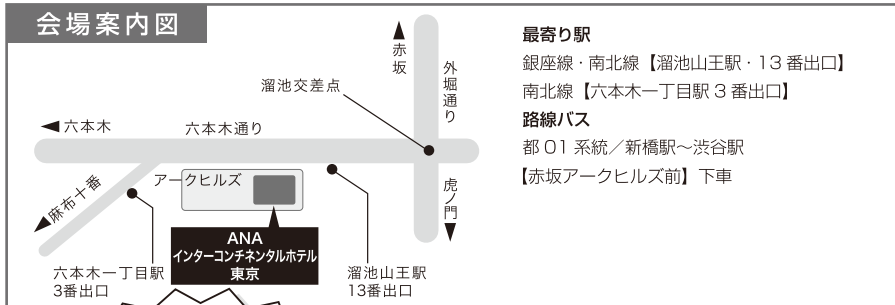 会場案内図
赤坂
外堀通り
溜池交差点
六本木
六本木通り
アークヒルズ
麻布十番
虎ノ門
ANA
インターコンチネンタルホテル
東京
六本木一丁目駅
3番出口
溜池山王駅
13番出口
最寄り駅
銀座線・南北線【溜池山王駅・13番出口】
南北線【六本木一丁目駅3番出口】
路線バス
都01系統／新橋駅〜渋谷駅
【赤坂アークヒルズ前】下車